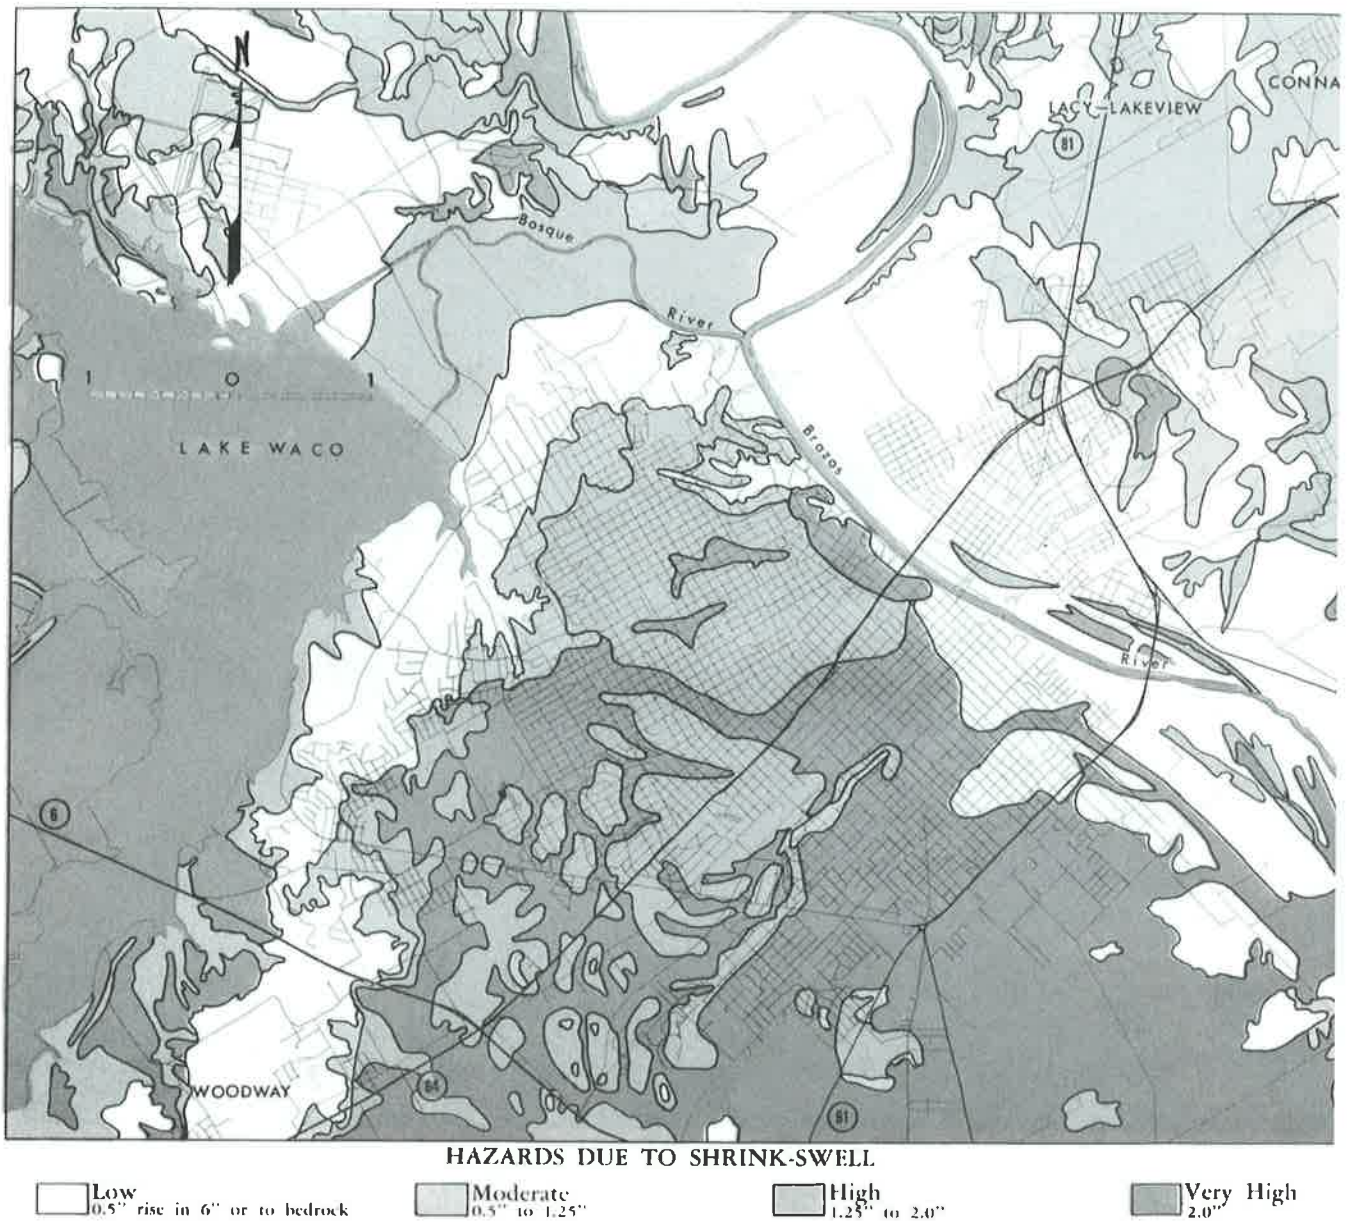 N
CONNA
LACY-LAKEVIEW
81
Bosque
River
1 0 1
LAKE WACO
Brazos
River
6
WOODWAY
84
81
HAZARDS DUE TO SHRINK-SWELL
Low
0.5" rise in 6" or to bedrock
Moderate
0.5" to 1.25"
High
1.25" to 2.0"
Very High
2.0"